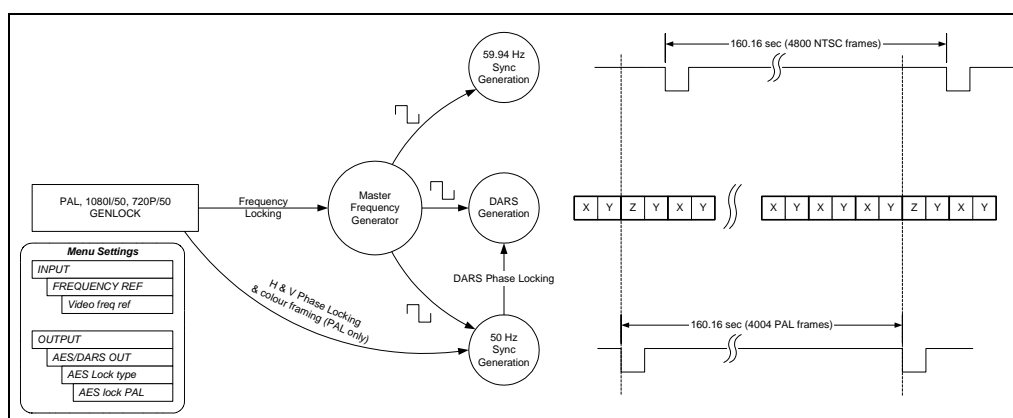 160.16 sec (4800 NTSC frames)
59.94 Hz
Sync
Generation
PAL, 1080I/50, 720P/50
GENLOCK
Frequency
Locking
Master
Frequency
Generator
DARS
Generation
X Y Z Y X Y
X Y X Y X Y Z Y X Y
Menu Settings
INPUT
FREQUENCY REF
Video freq ref
DARS Phase Locking
H & V Phase Locking
& colour framing (PAL only)
OUTPUT
AES/DARS OUT
AES Lock type
AES lock PAL
50 Hz
Sync
Generation
160.16 sec (4004 PAL frames)